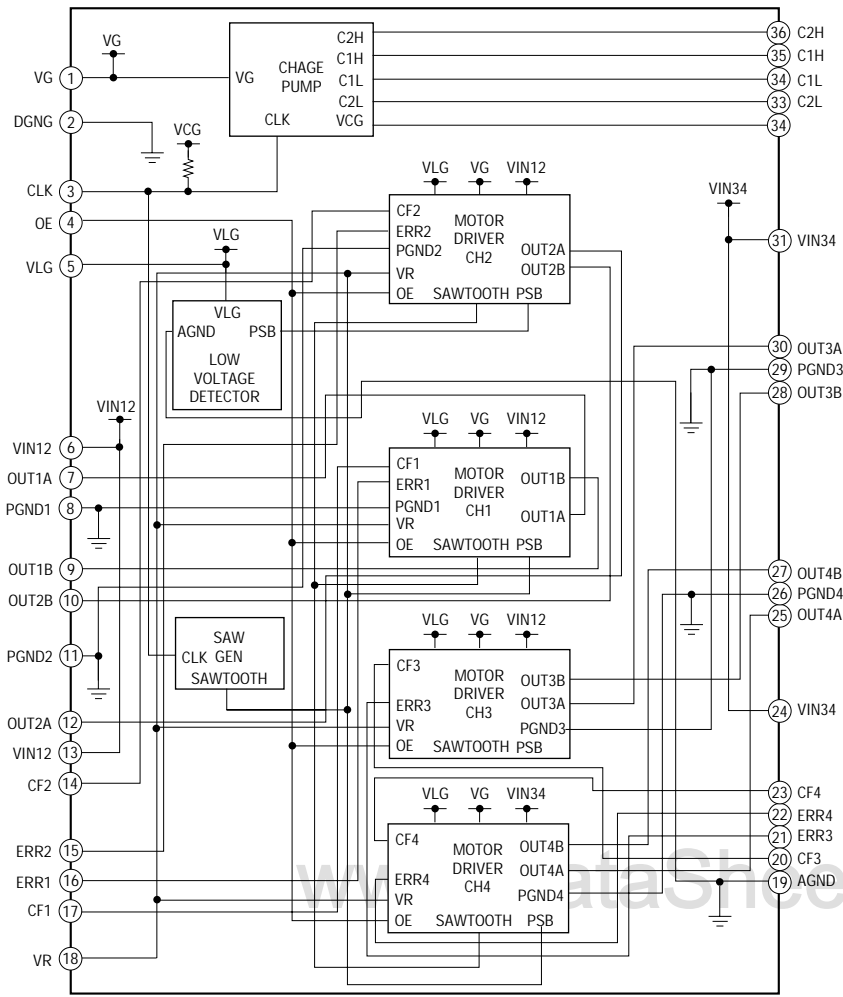 VG
VG 1
DGNG 2
VCG
CLK 3
OE 4
VLG
VLG 5
VIN12
VIN12 6
OUT1A 7
PGND1 8
OUT1B 9
OUT2B 10
PGND2 11
OUT2A 12
VIN12 13
CF2 14
ERR2 15
ERR1 16
CF1 17
VR 18
VG
CHAGE
PUMP
CLK
C2H
C1H
C1L
C2L
VCG
36 C2H
35 C1H
34 C1L
33 C2L
34
VIN34
31 VIN34
30 OUT3A
29 PGND3
28 OUT3B
27 OUT4B
26 PGND4
25 OUT4A
24 VIN34
23 CF4
22 ERR4
21 ERR3
20 CF3
19 AGND
VLG
AGND PSB
LOW
VOLTAGE
DETECTOR
SAW
CLK GEN
SAWTOOTH
VLG VG VIN12
CF2
ERR2
PGND2
VR
OE
MOTOR
DRIVER
CH2
OUT2A
OUT2B
SAWTOOTH PSB
VLG VG VIN12
CF1
ERR1
PGND1
VR
OE
MOTOR
DRIVER
CH1
OUT1B
OUT1A
SAWTOOTH PSB
VLG VG VIN12
CF3
ERR3
VR
OE
MOTOR
DRIVER
CH3
OUT3B
OUT3A
PGND3
SAWTOOTH PSB
VLG VG VIN34
CF4
ERR4
VR
OE
MOTOR
DRIVER
CH4
OUT4B
OUT4A
PGND4
SAWTOOTH PSB